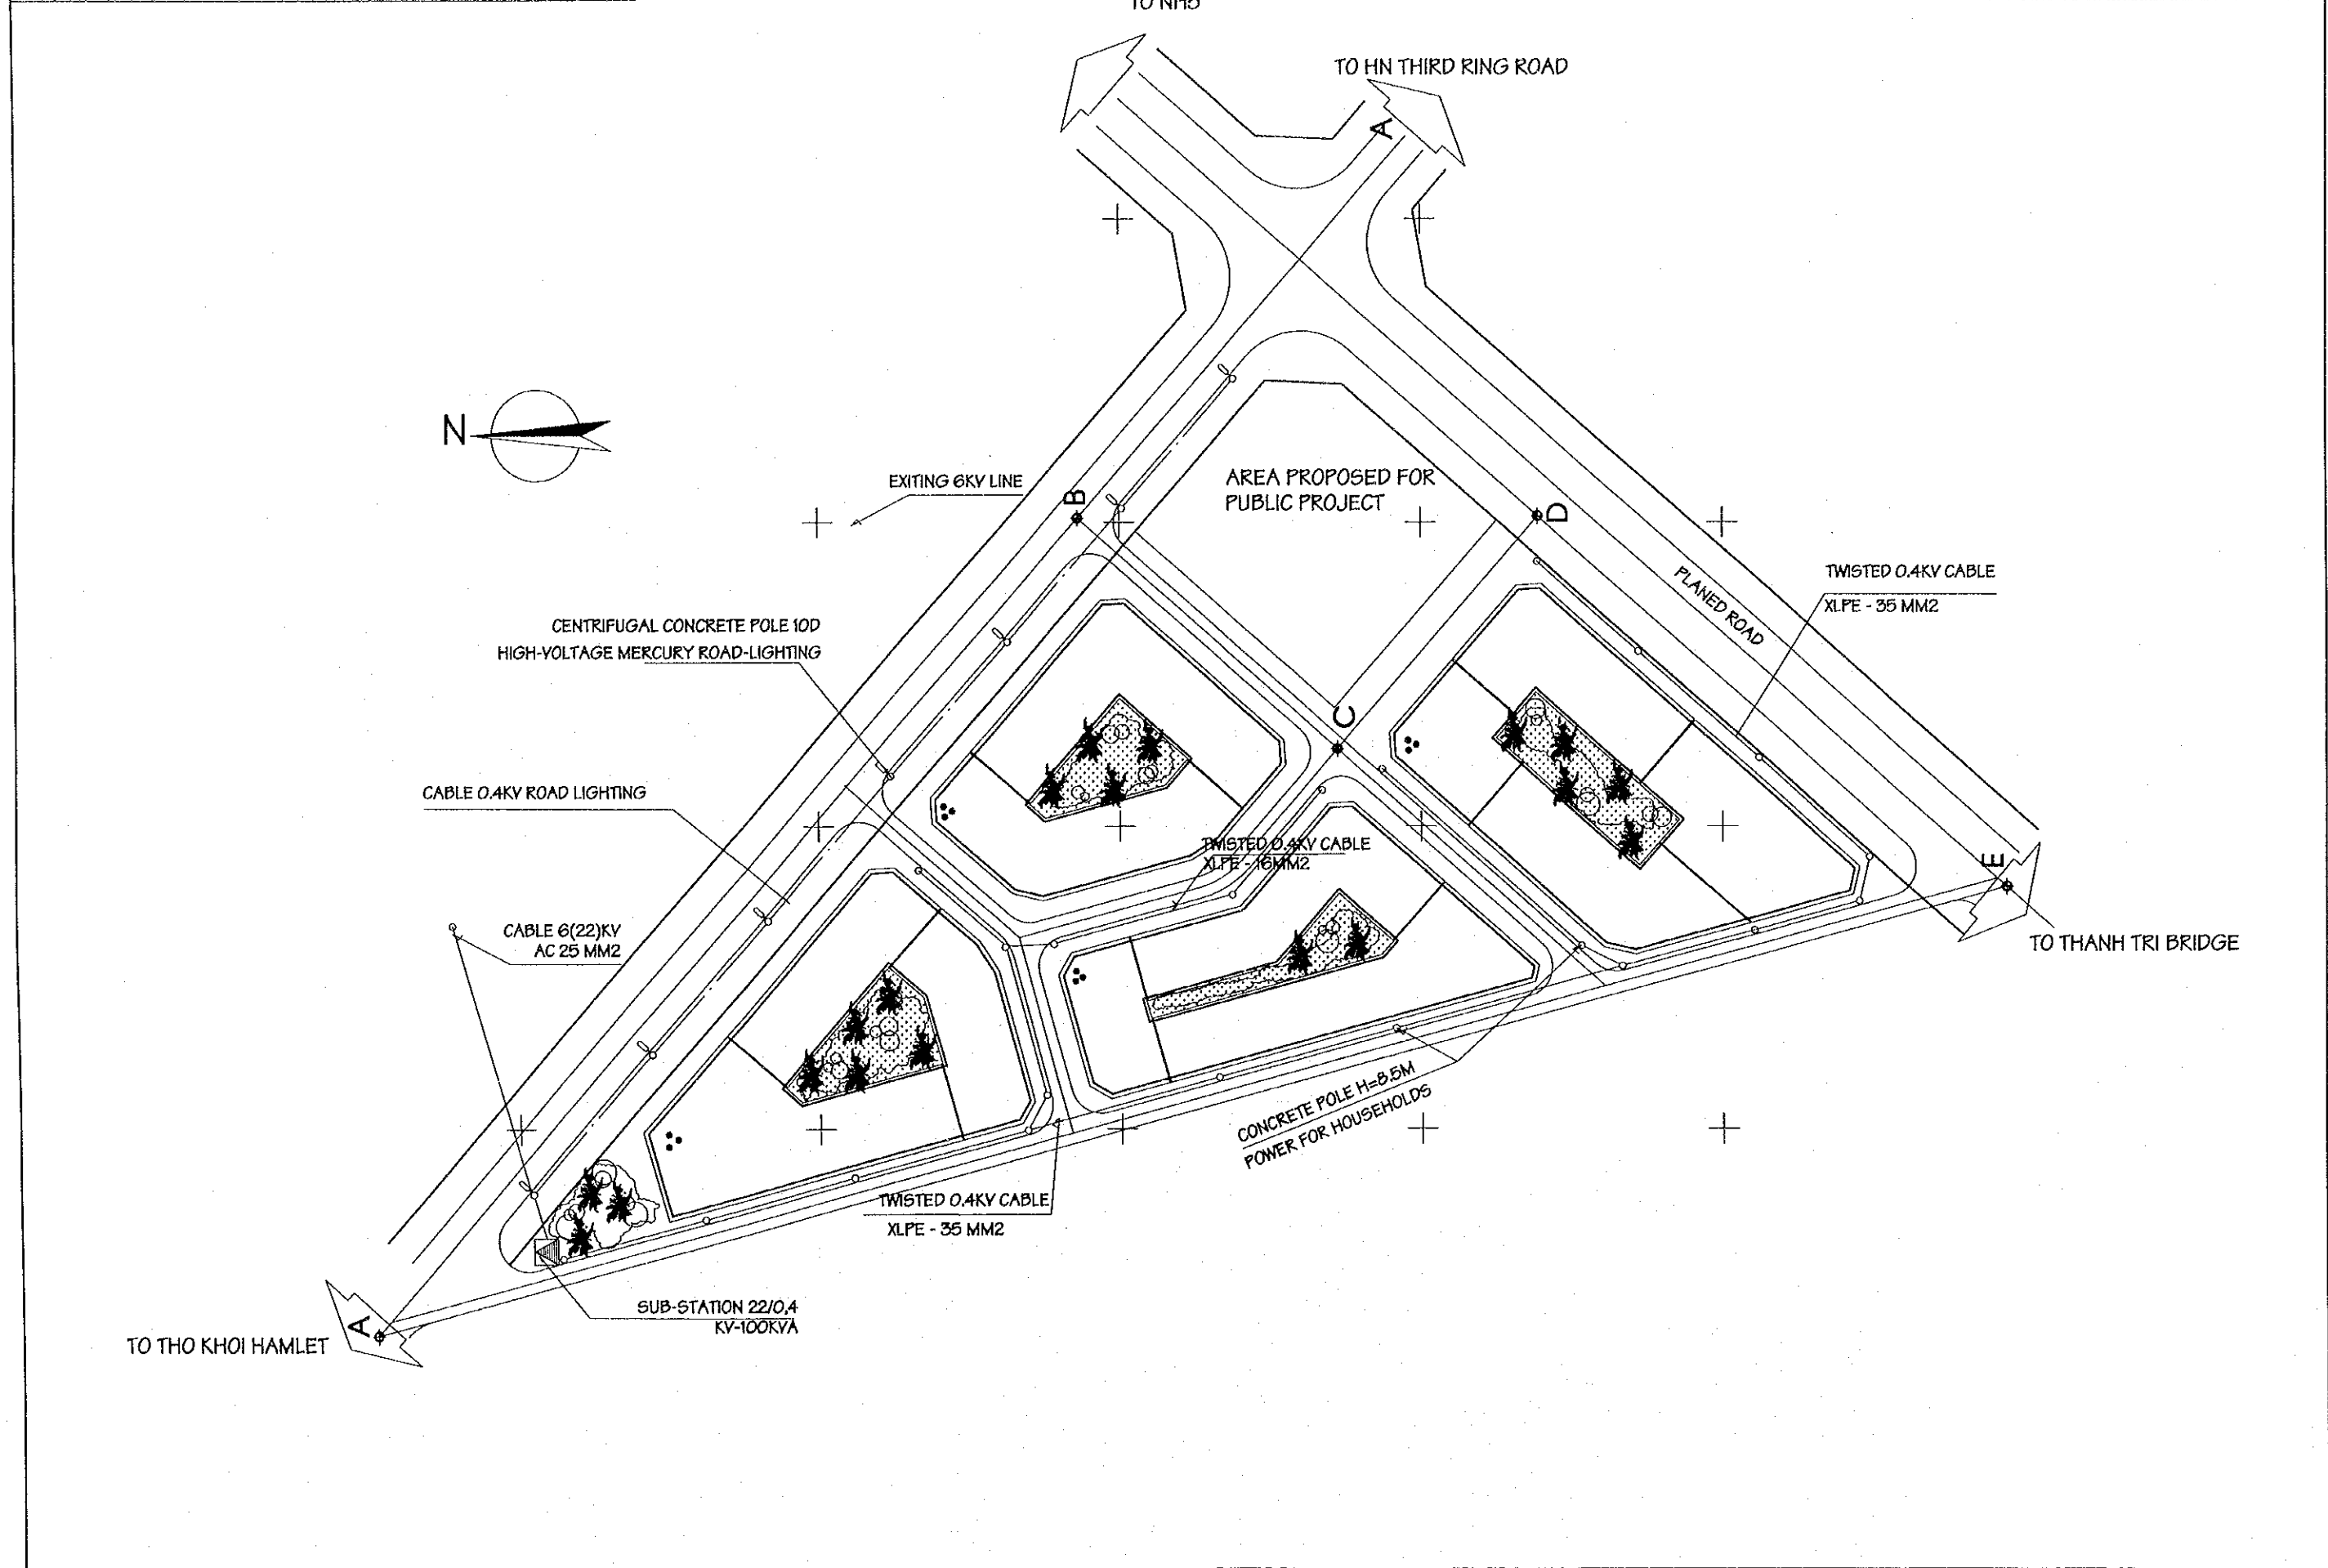 TO NH5
TO HN THIRD RING ROAD
A
N
EXITING 6KV LINE
B
AREA PROPOSED FOR
PUBLIC PROJECT
D
TWISTED 0.4KV CABLE
XLPE - 35 MM2
PLANED ROAD
CENTRIFUGAL CONCRETE POLE 10D
HIGH-VOLTAGE MERCURY ROAD-LIGHTING
C
CABLE 0.4KV ROAD LIGHTING
TWISTED 0.4KV CABLE
XLPE - 16MM2
E
CABLE 6(22)KV
AC 25 MM2
TO THANH TRI BRIDGE
CONCRETE POLE H=8.5M
POWER FOR HOUSEHOLDS
TWISTED 0.4KV CABLE
XLPE - 35 MM2
SUB-STATION 22/0,4
KV-100KVA
A
TO THO KHOI HAMLET